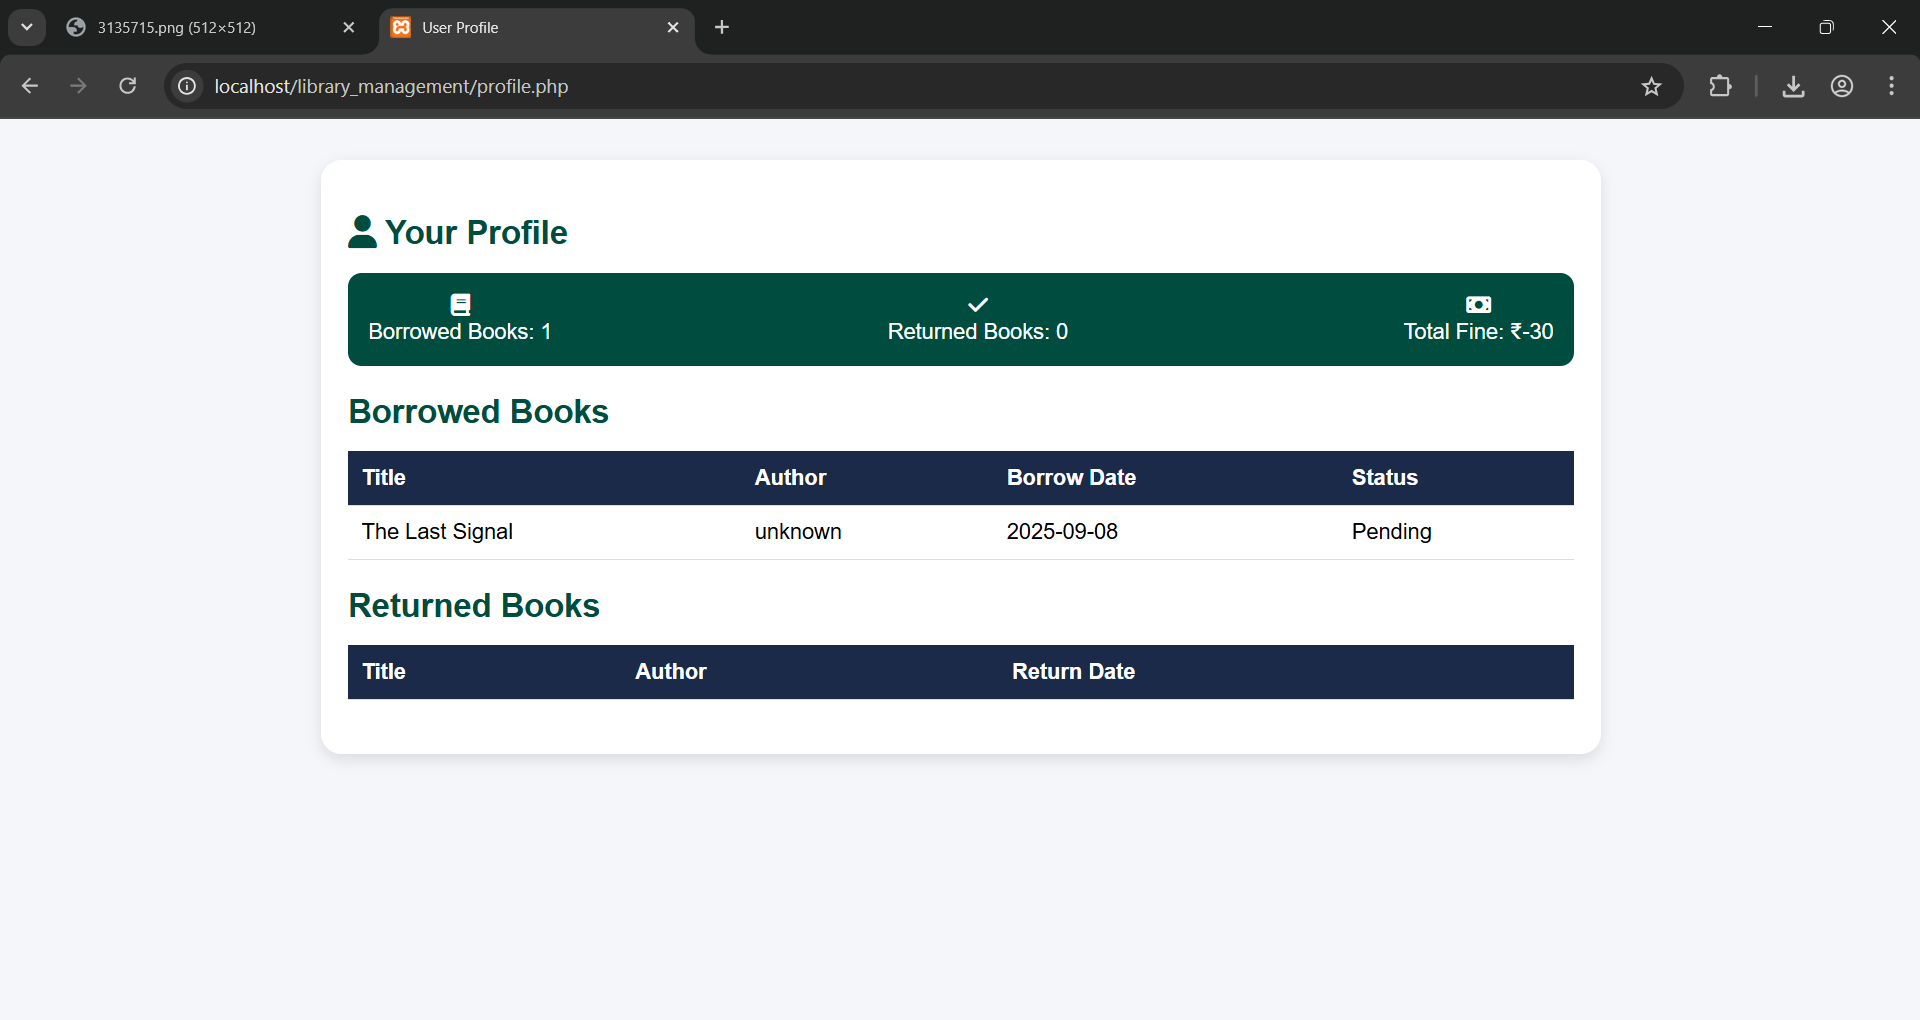 3135715.png (512×512)
User Profile
localhost/library_management/profile.php
Your Profile
Borrowed Books: 1
Returned Books: 0
Total Fine: ₹-30
Borrowed Books
Title Author Borrow Date Status
The Last Signal unknown 2025-09-08 Pending
Returned Books
Title Author Return Date